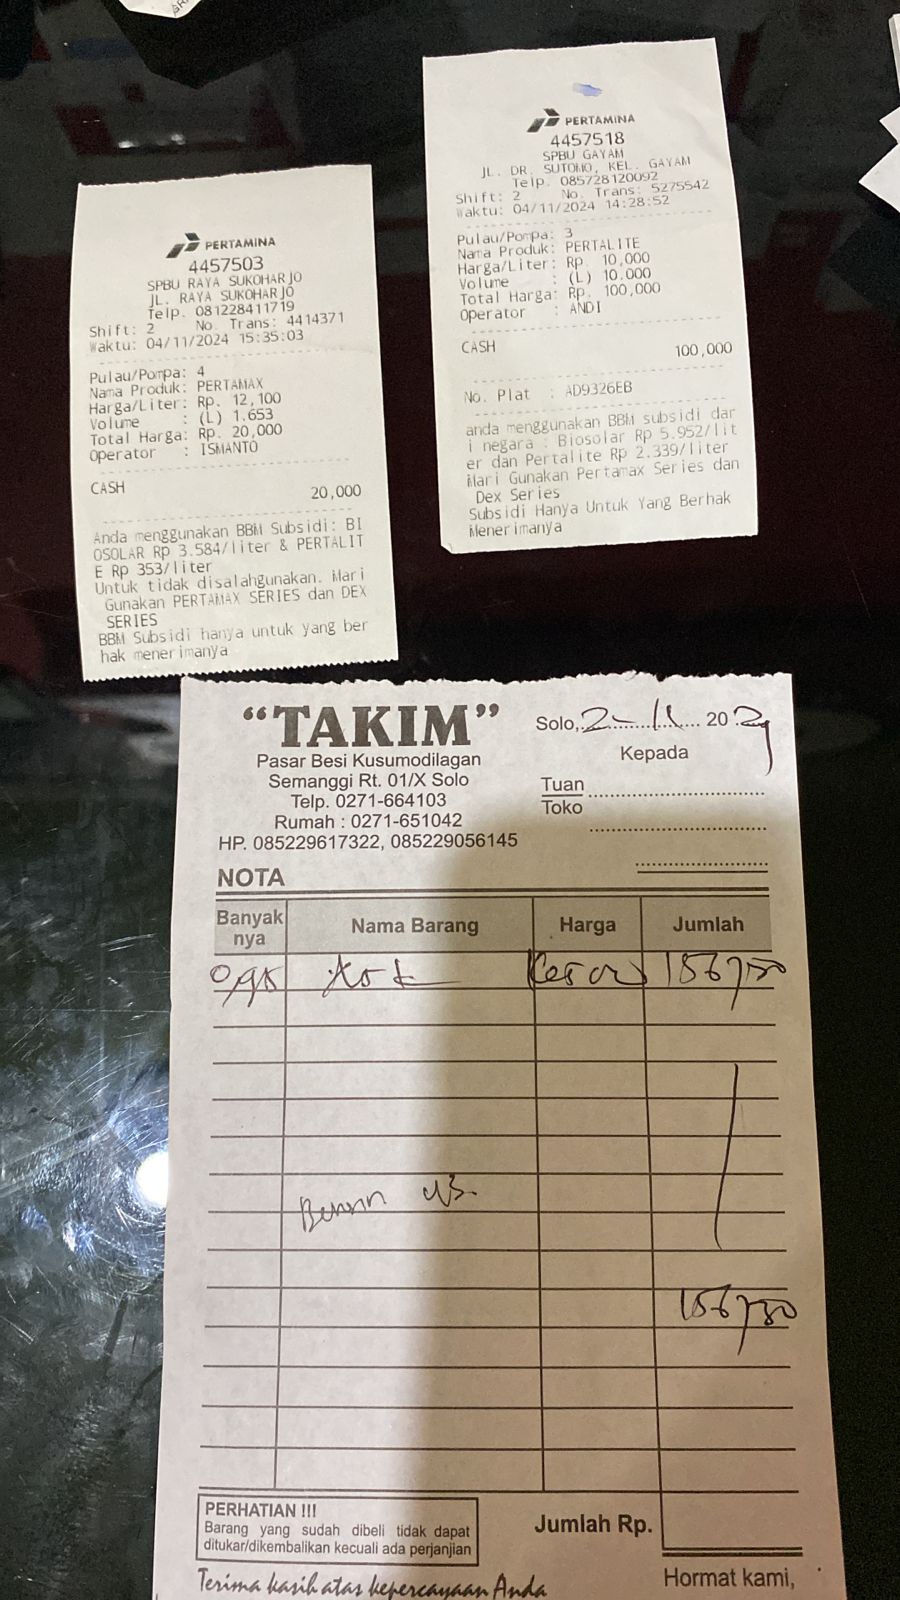 PERTAMINA
4457503
SPBU RAYA SUKOHARJO
JL. RAYA SUKOHARJO
Telp. 081228411719
Shift: 2 No. Trans: 4414371
Waktu: 04/11/2024 15:35:03
Pulau/Pompa: 4
Nama Produk: PERTAMAX
Harga/Liter: Rp. 12,100
Volume : (L) 1.653
Total Harga: Rp. 20,000
Operator : ISMANTO
CASH 20,000
Anda menggunakan BBM Subsidi: BI
OSOLAR Rp 3.584/liter & PERTALIT
E Rp 353/liter
Untuk tidak disalahgunakan. Mari
Gunakan PERTAMAX SERIES dan DEX
SERIES
BBM Subsidi hanya untuk yang ber
hak menerimanya
PERTAMINA
4457518
SPBU GAYAM
JL. DR. SUTOMO, KEL. GAYAM
Telp. 085728120092
Shift: 2 No. Trans: 5275542
Waktu: 04/11/2024 14:28:52
Pulau/Pompa: 3
Nama Produk: PERTALITE
Harga/Liter: Rp. 10,000
Volume : (L) 10.000
Total Harga: Rp. 100,000
Operator : ANDI
CASH 100,000
No. Plat : AD9326EB
anda menggunakan BBM subsidi dar
i negara : Biosolar Rp 5.952/lit
er dan Pertalite Rp 2.339/liter
Mari Gunakan Pertamax Series dan
Dex Series
Subsidi Hanya Untuk Yang Berhak
Menerimanya
"TAKIM"
Pasar Besi Kusumodilagan
Semanggi Rt. 01/X Solo
Telp. 0271-664103
Rumah : 0271-651042
HP. 085229617322, 085229056145
Solo, 2-11 20
Kepada
Tuan
Toko
NOTA
Banyak nya Nama Barang Harga Jumlah
156750
156750
PERHATIAN !!!
Barang yang sudah dibeli tidak dapat
ditukar/dikembalikan kecuali ada perjanjian
Jumlah Rp.
Terima kasih atas kepercayaan Anda
Hormat kami,